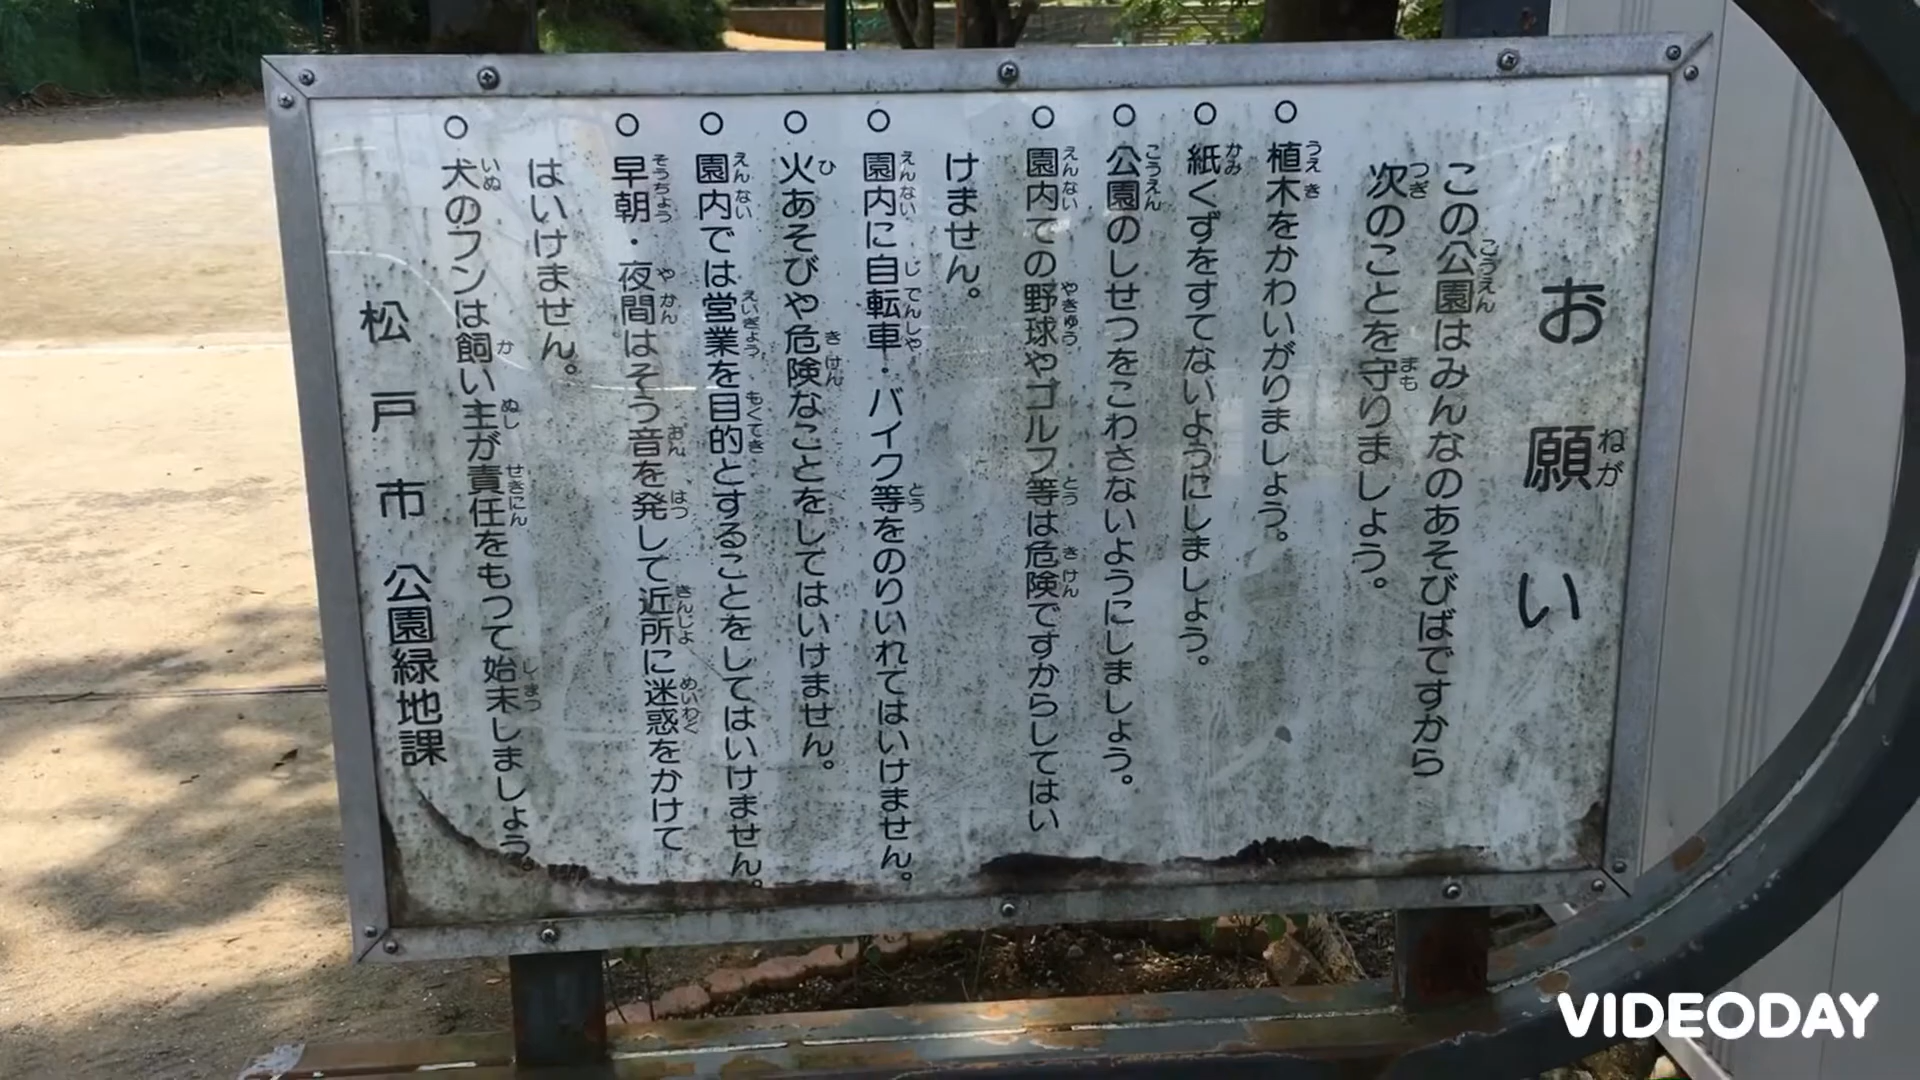 お願い
この公園はみんなのあそびばですから
次のことを守りましょう。
○植木をかわいがりましょう。
○紙くずをすてないようにしましょう。
○公園のしせつをこわさないようにしましょう。
○園内での野球やゴルフ等は危険ですからしてはい
けません。
○園内に自転車・バイク等をのりいれてはいけません。
○火あそびや危険なことをしてはいけません。
○園内では営業を目的とすることをしてはいけません。
○早朝・夜間はそう音を発して近所に迷惑をかけて
はいけません。
○犬のフンは飼い主が責任をもって始末しましょう。
松戸市 公園緑地課
VIDEODAY